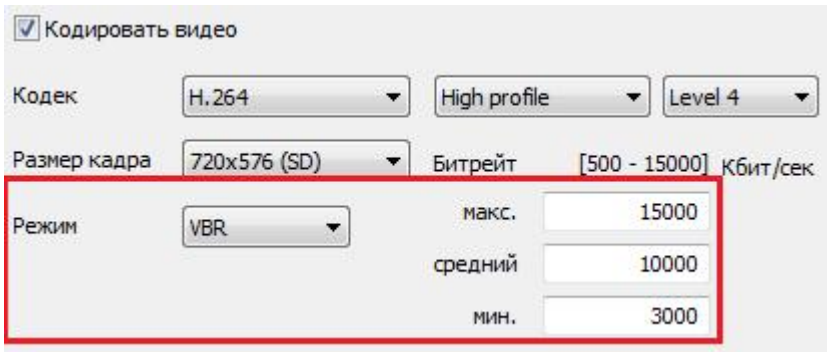 Кодировать видео
Кодек H.264 High profile Level 4
Размер кадра 720x576 (SD) Битрейт [500 - 15000] Кбит/сек
Режим VBR макс. 15000
средний 10000
мин. 3000